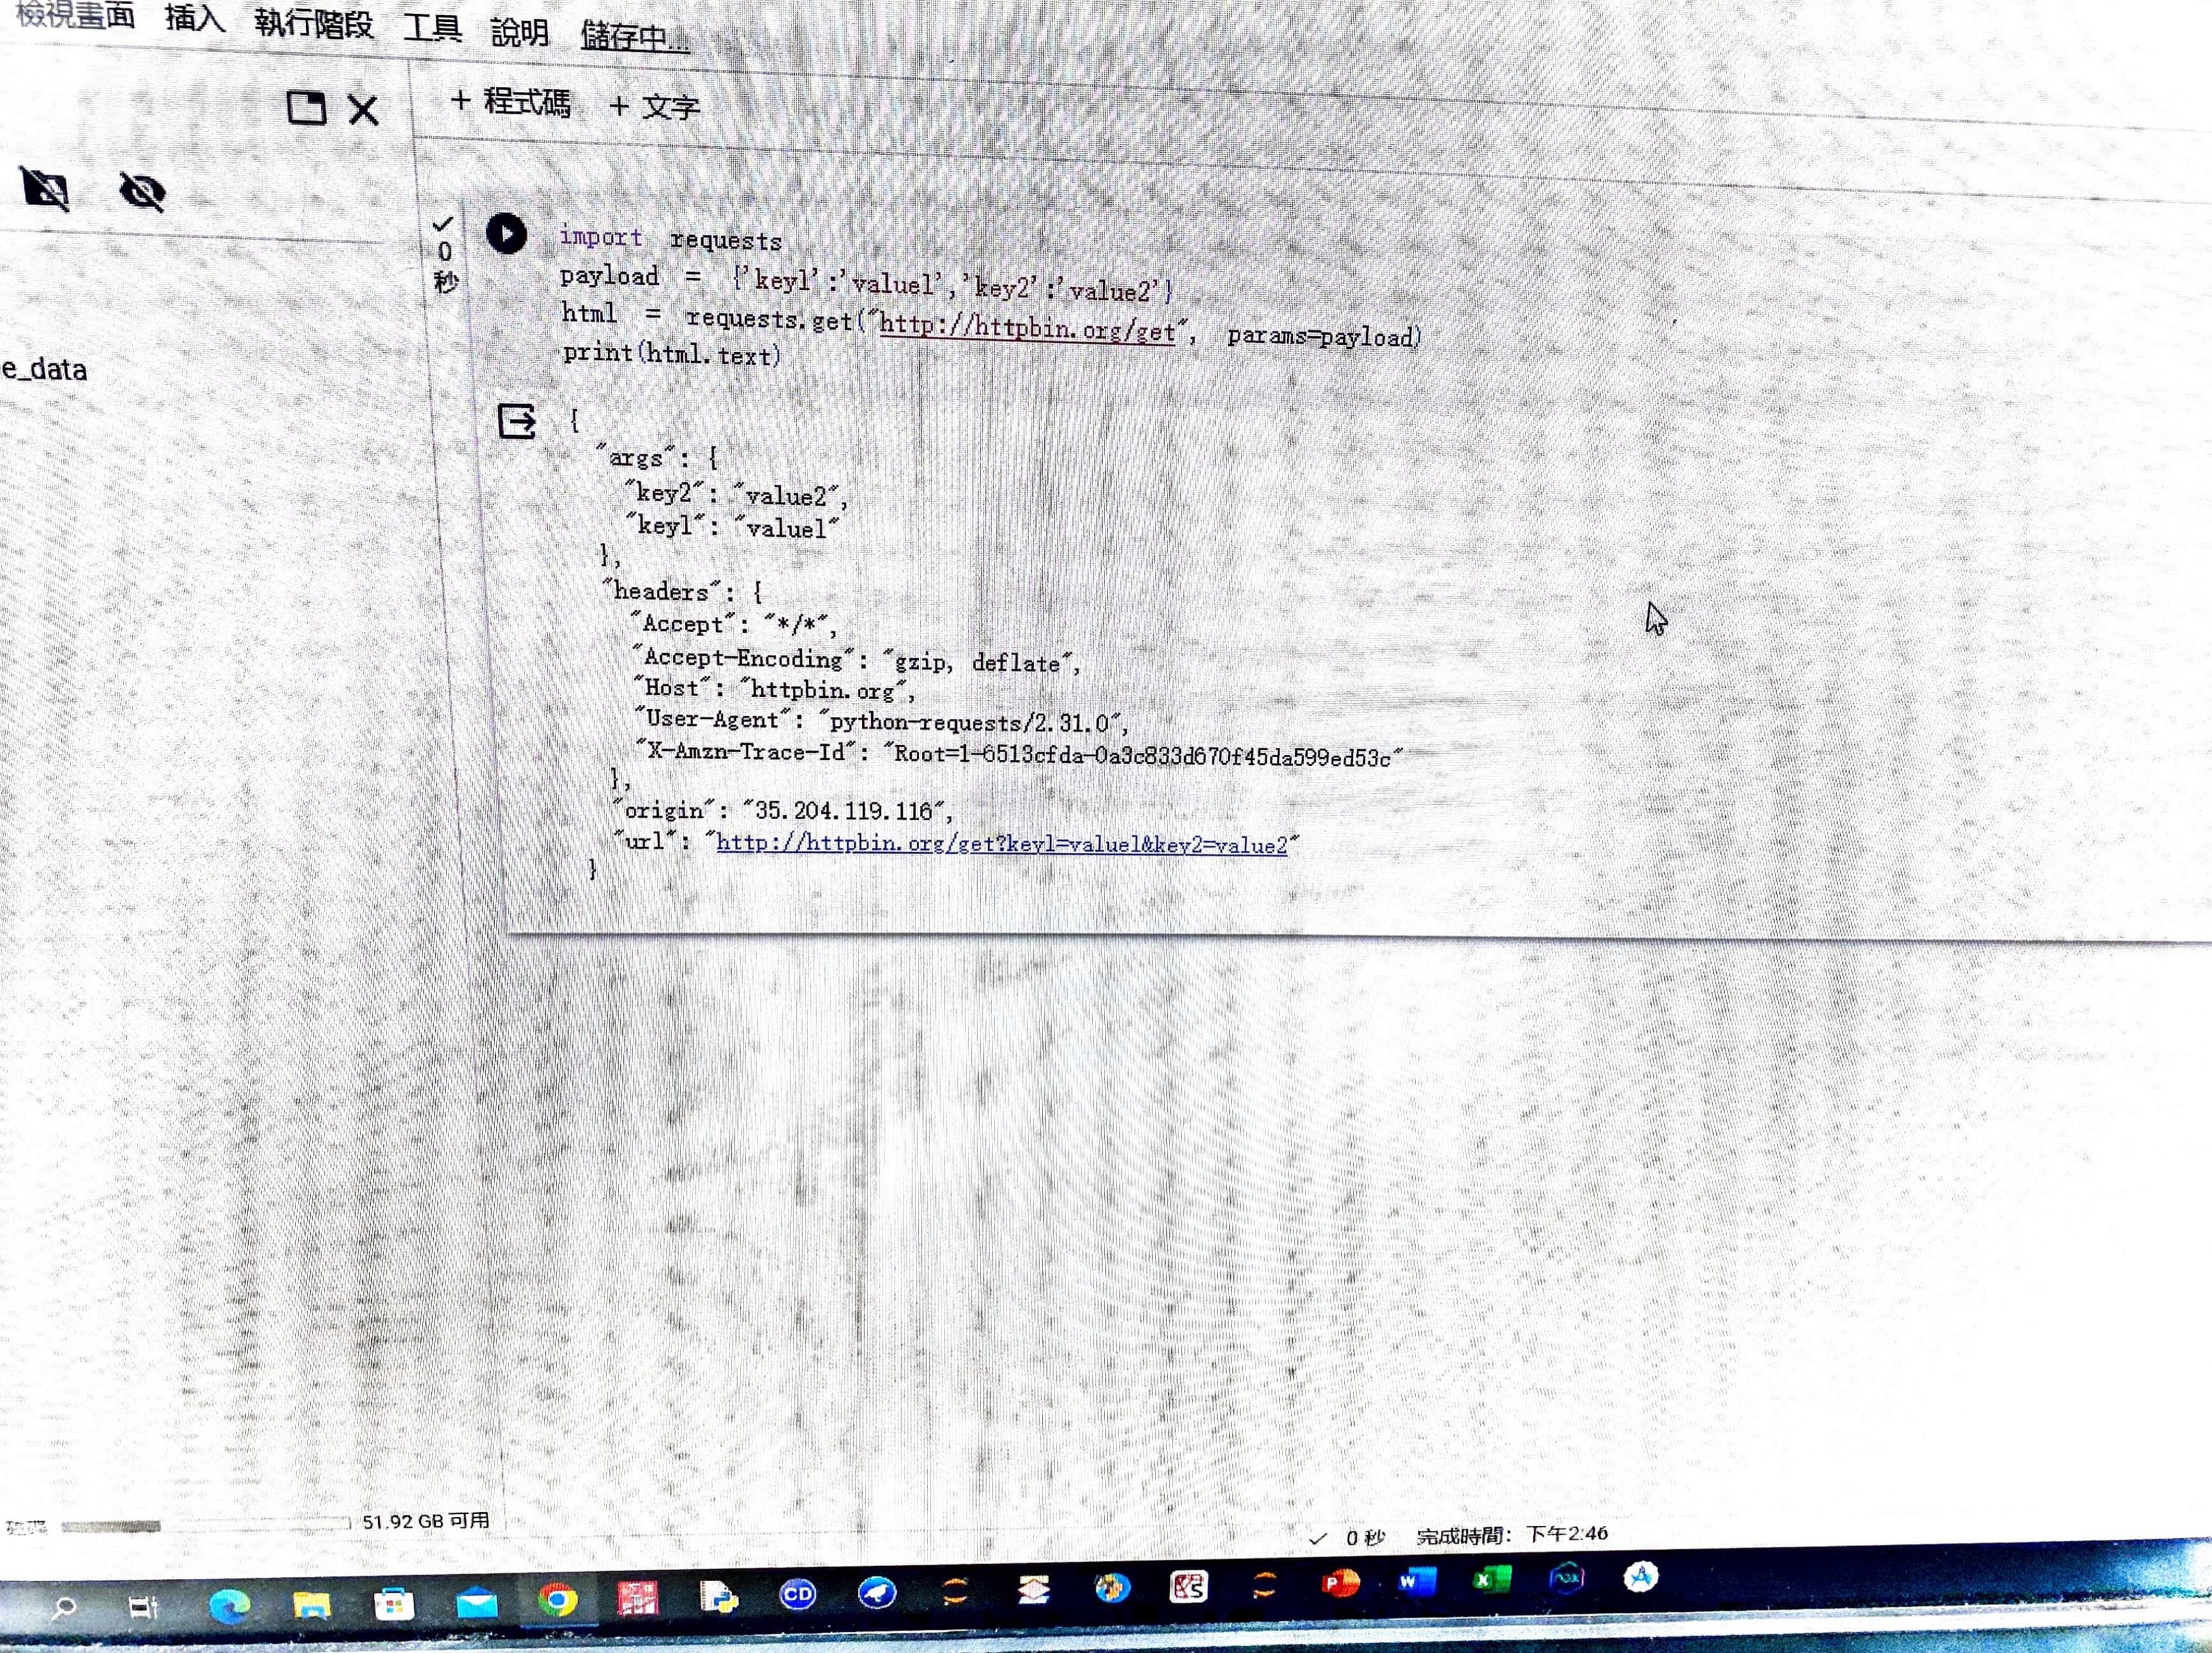 檢視畫面 插入 執行階段 工具 說明 儲存中...
+ 程式碼 + 文字
✓
0
秒
import requests
payload = {'key1':'value1','key2':'value2'}
html = requests.get("http://httpbin.org/get", params=payload)
print(html.text)
e_data
{
"args": {
"key2": "value2",
"key1": "value1"
},
"headers": {
"Accept": "*/*",
"Accept-Encoding": "gzip, deflate",
"Host": "httpbin.org",
"User-Agent": "python-requests/2.31.0",
"X-Amzn-Trace-Id": "Root=1-6513cfda-0a3c833d670f45da599ed53c"
},
"origin": "35.204.119.116",
"url": "http://httpbin.org/get?key1=value1&key2=value2"
}
51.92 GB 可用
✓ 0 秒 完成時間: 下午2:46
CD
P
W
X